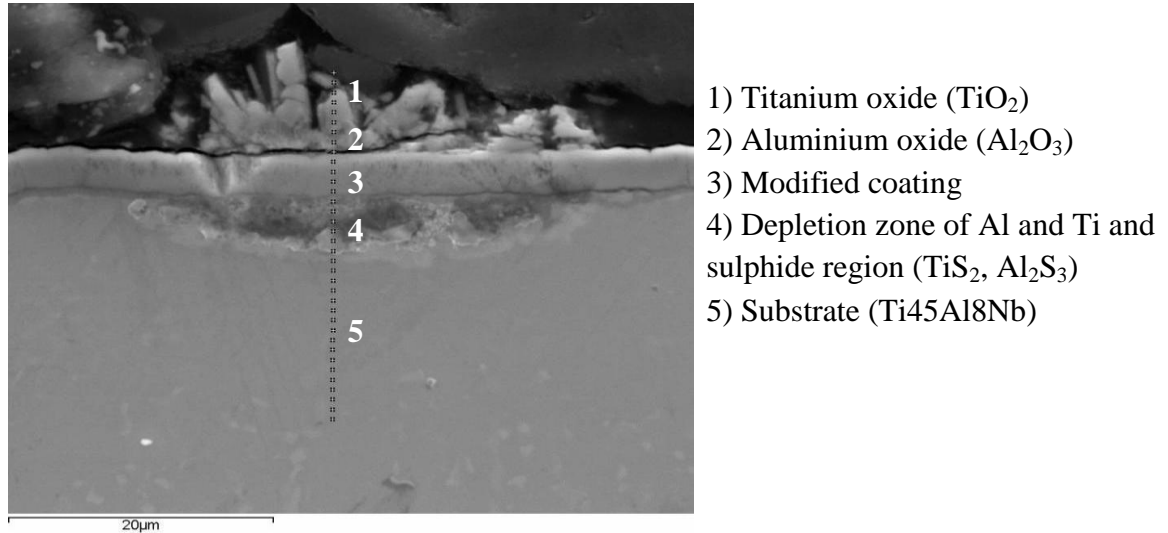 1
2
3
4
5
20µm
1) Titanium oxide (TiO₂)
2) Aluminium oxide (Al₂O₃)
3) Modified coating
4) Depletion zone of Al and Ti and
sulphide region (TiS₂, Al₂S₃)
5) Substrate (Ti45Al8Nb)